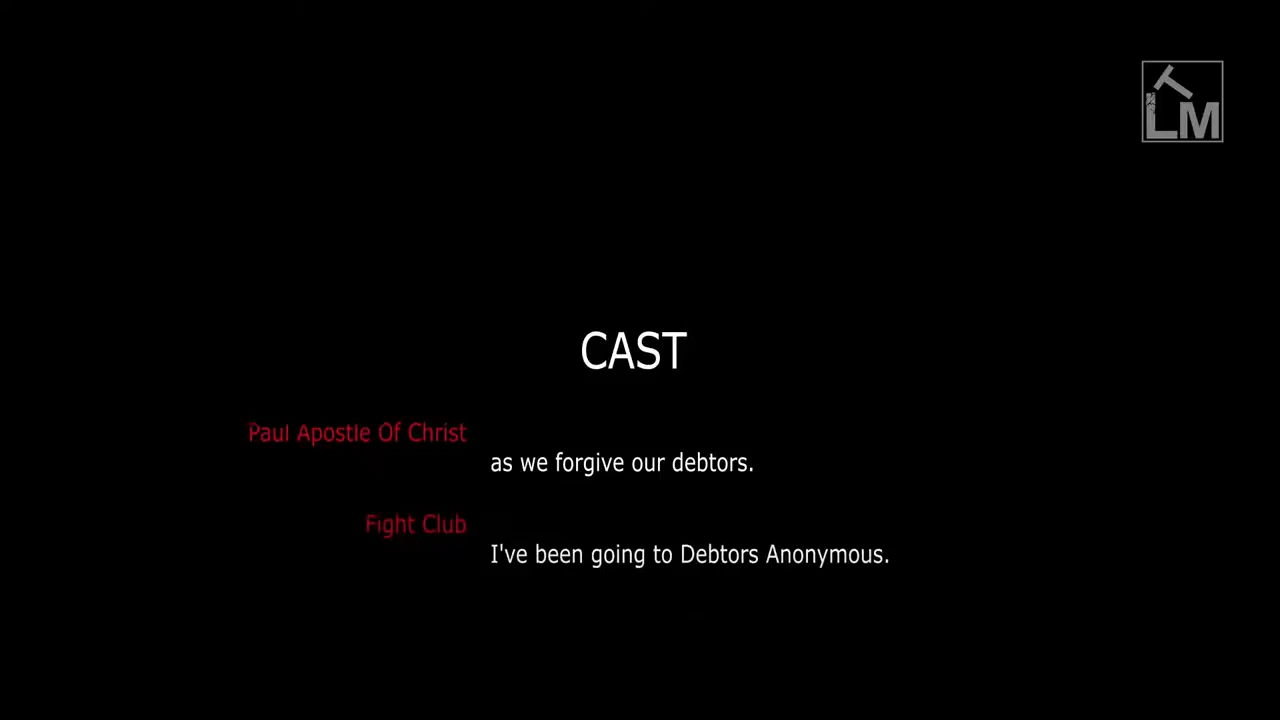 LM
CAST
Paul Apostle Of Christ
as we forgive our debtors.
Fight Club
I've been going to Debtors Anonymous.